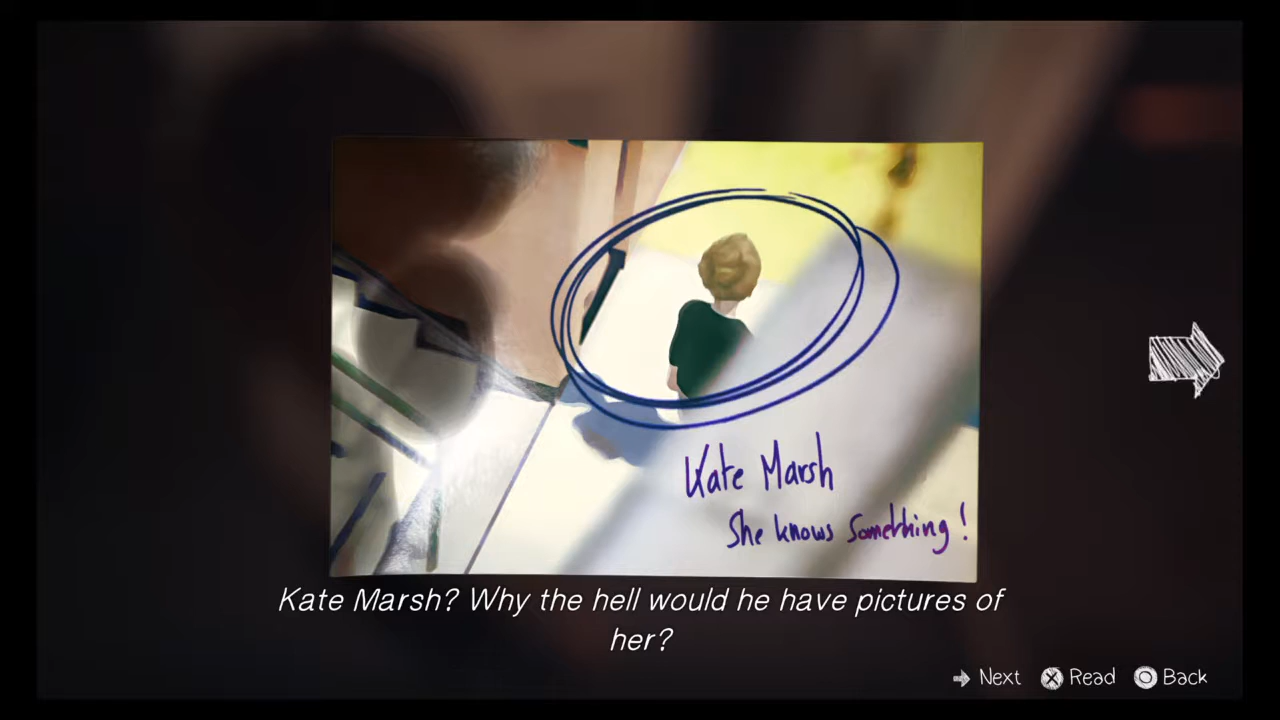 Kate Marsh
She knows something!
Kate Marsh? Why the hell would he have pictures of
her?
Next Read Back